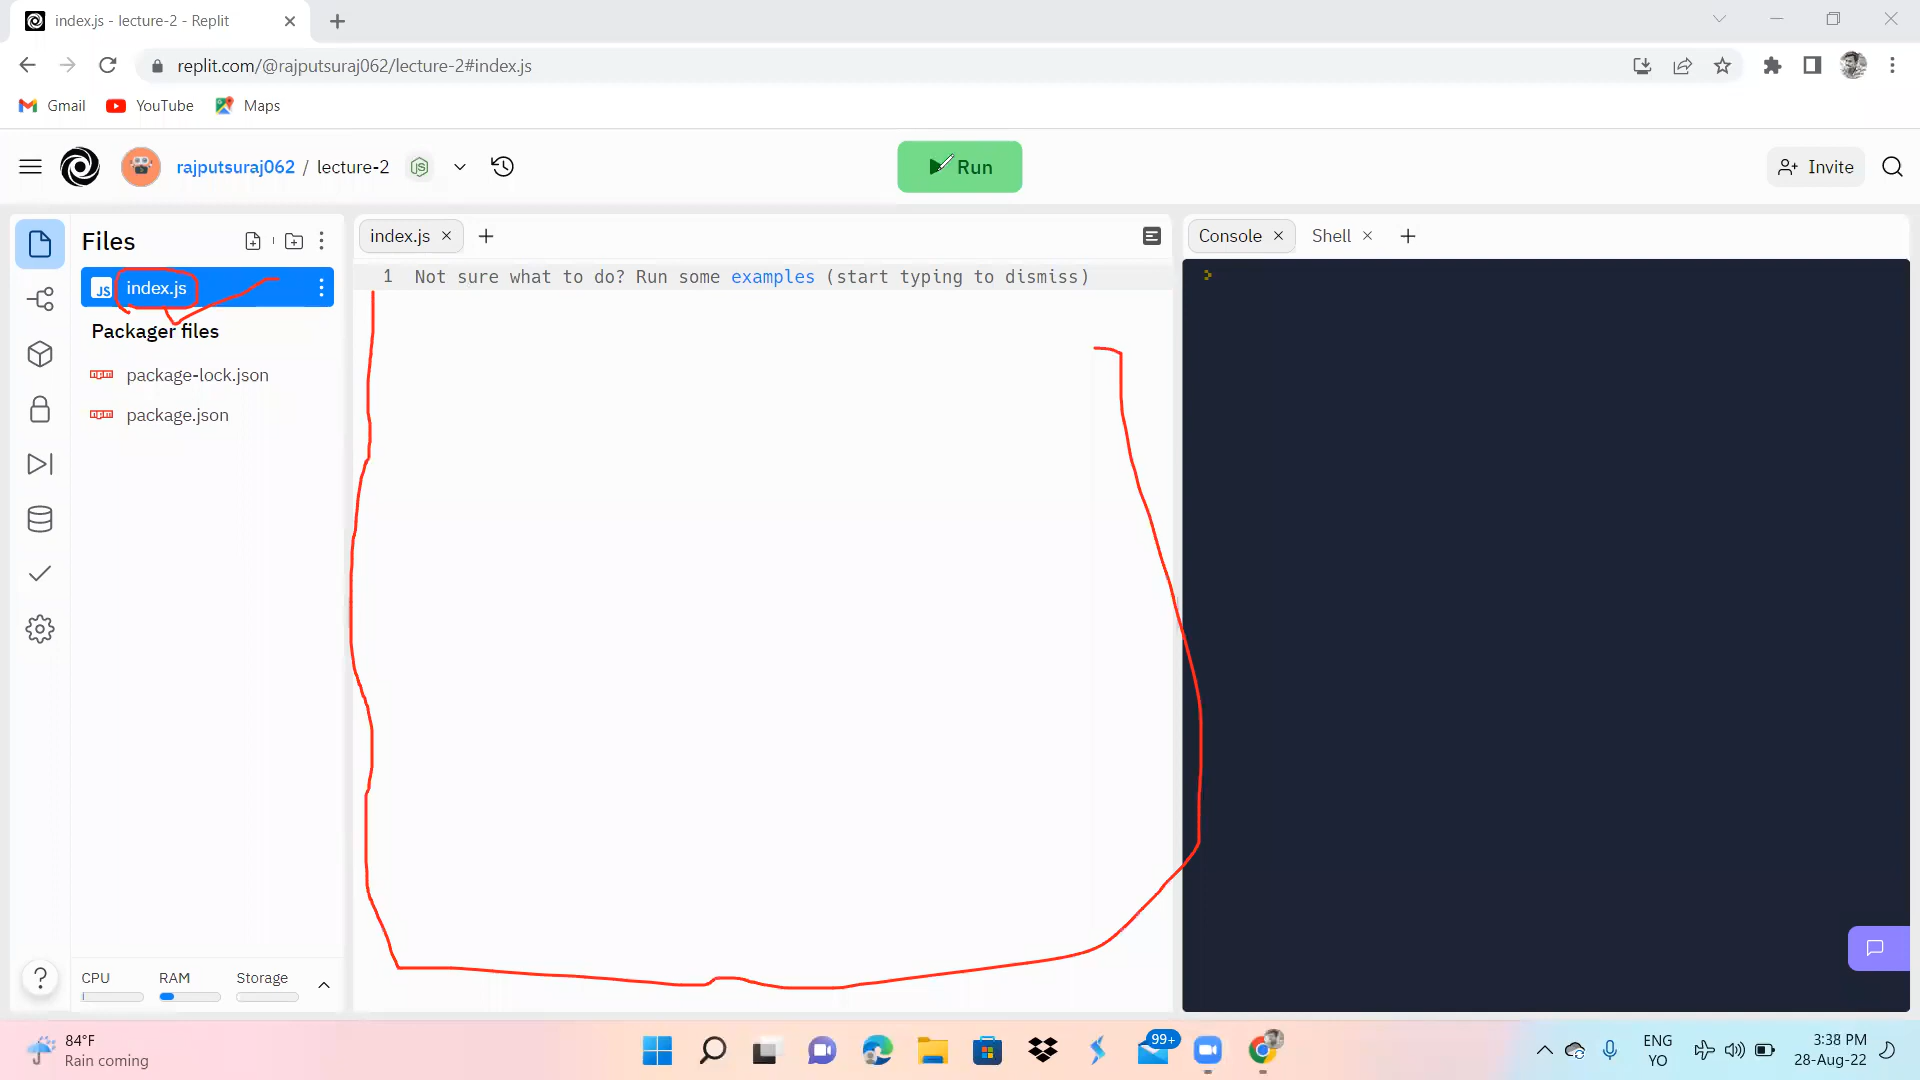 index.js - lecture-2 - Replit
replit.com/@rajputsuraj062/lecture-2#index.js
Gmail YouTube Maps
rajputsuraj062 / lecture-2 Run Invite
Files
JS index.js
Packager files
package-lock.json
package.json
index.js
1 Not sure what to do? Run some examples (start typing to dismiss)
Console Shell
>
CPU RAM Storage
?
84°F
Rain coming
99+
ENG
YO
3:38 PM
28-Aug-22